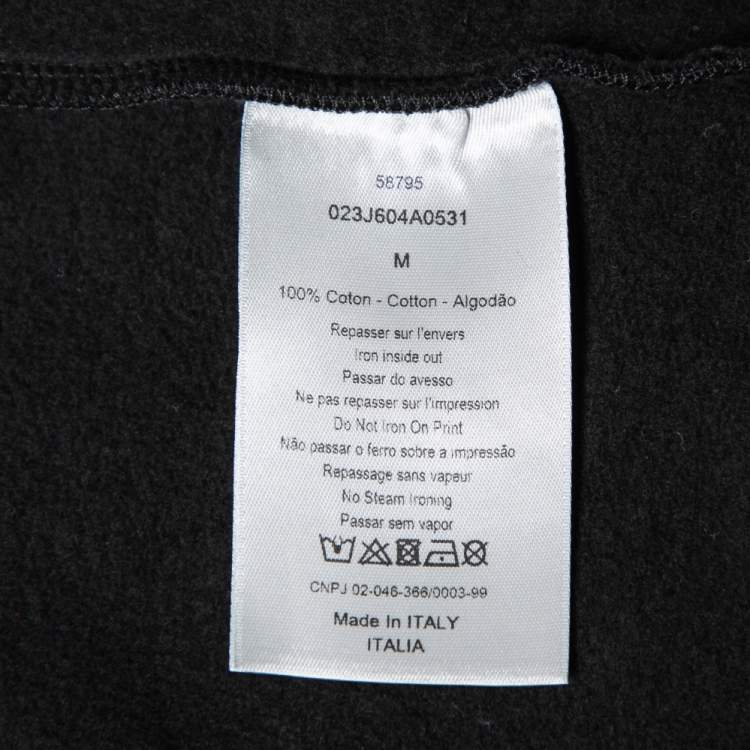 58795
023J604A0531
M
100% Coton - Cotton - Algodão
Repasser sur l'envers
Iron inside out
Passar do avesso
Ne pas repasser sur l'impression
Do Not Iron On Print
Não passar o ferro sobre a impressão
Repassage sans vapeur
No Steam Ironing
Passar sem vapor
CNPJ 02-046-366/0003-99
Made In ITALY
ITALIA